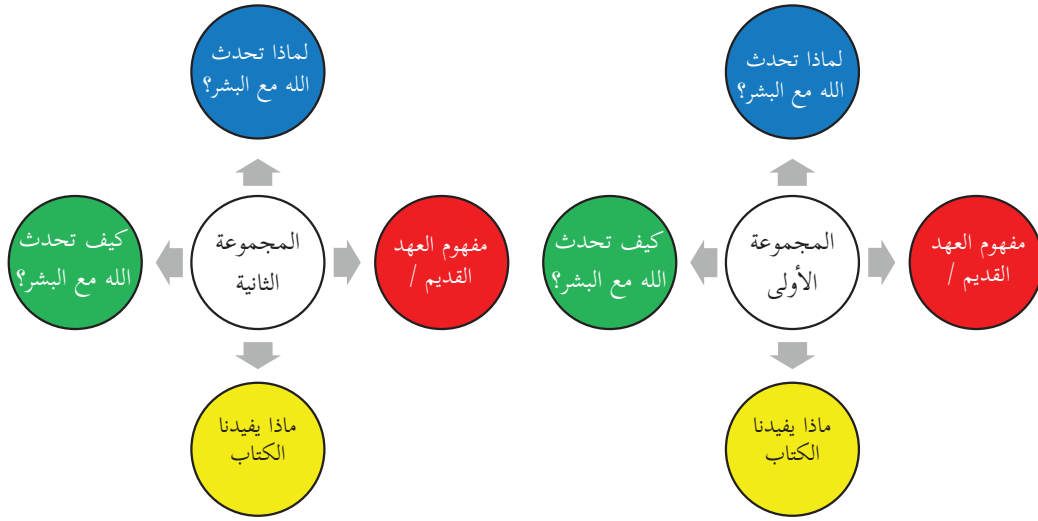 لماذا تحدث
الله مع البشر؟
مفهوم العهد
القديم /
المجموعة
الأولى
كيف تحدث
الله مع البشر؟
ماذا يفيدنا
الكتاب
لماذا تحدث
الله مع البشر؟
مفهوم العهد
القديم /
المجموعة
الثانية
كيف تحدث
الله مع البشر؟
ماذا يفيدنا
الكتاب